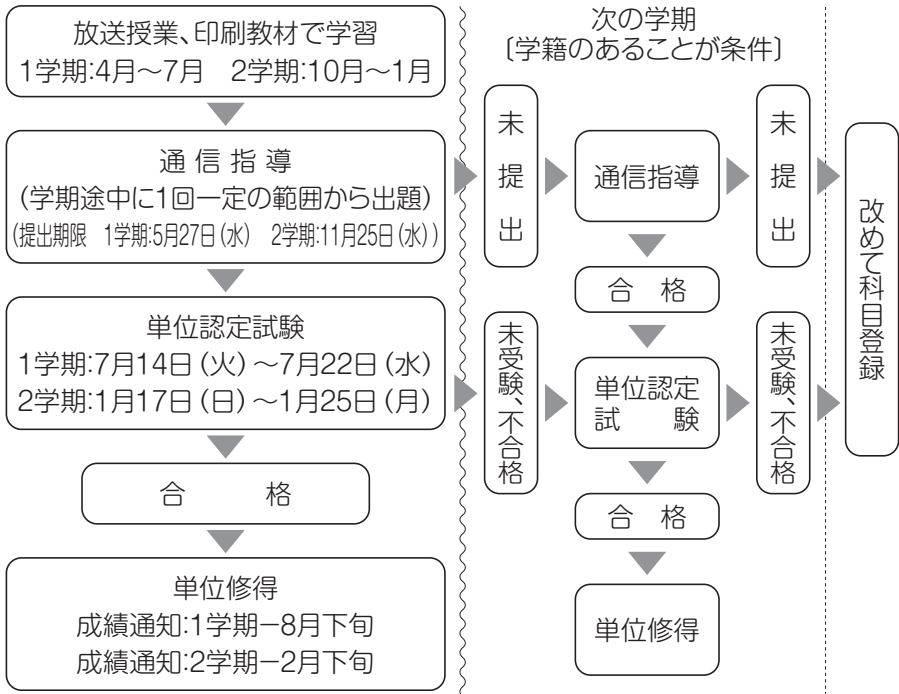 放送授業、印刷教材で学習
1学期:4月〜7月　2学期:10月〜1月
通 信 指 導
(学期途中に1回一定の範囲から出題)
(提出期限　1学期:5月27日(水)　2学期:11月25日(水))
単位認定試験
1学期:7月14日(火)〜7月22日(水)
2学期:1月17日(日)〜1月25日(月)
合　　格
単位修得
成績通知:1学期−8月下旬
成績通知:2学期−2月下旬
次の学期
〔学籍のあることが条件〕
未提出
通信指導
未提出
合　格
未受験、不合格
単位認定
試　　験
未受験、不合格
合　格
単位修得
改めて科目登録